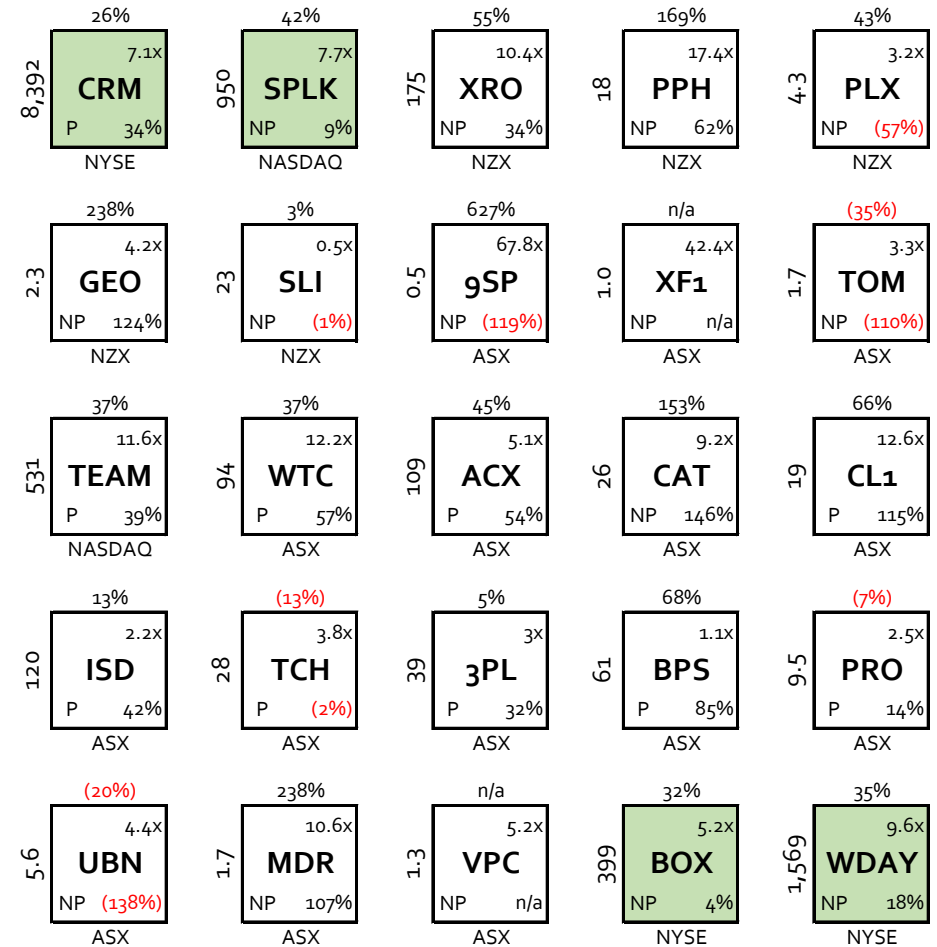 26% 42% 55% 169% 43%
7.1x 7.7x 10.4x 17.4x 3.2x
8,392 CRM 950 SPLK 175 XRO 18 PPH 4.3 PLX
P 34% NP 9% NP 34% NP 62% NP (57%)
NYSE NASDAQ NZX NZX NZX
238% 3% 627% n/a (35%)
4.2x 0.5x 67.8x 42.4x 3.3x
2.3 GEO 23 SLI 0.5 9SP 1.0 XF1 1.7 TOM
NP 124% NP (1%) NP (119%) NP n/a NP (110%)
NZX NZX ASX ASX ASX
37% 37% 45% 153% 66%
11.6x 12.2x 5.1x 9.2x 12.6x
531 TEAM 94 WTC 109 ACX 26 CAT 19 CL1
P 39% P 57% P 54% NP 146% P 115%
NASDAQ ASX ASX ASX ASX
13% (13%) 5% 68% (7%)
2.2x 3.8x 3x 1.1x 2.5x
120 ISD 28 TCH 39 3PL 61 BPS 9.5 PRO
P 42% P (2%) P 32% P 85% P 14%
ASX ASX ASX ASX ASX
(20%) 238% n/a 32% 35%
4.4x 10.6x 5.2x 5.2x 9.6x
5.6 UBN 1.7 MDR 1.3 VPC 399 BOX 1,569 WDAY
NP (138%) NP 107% NP n/a NP 4% NP 18%
ASX ASX ASX NYSE NYSE